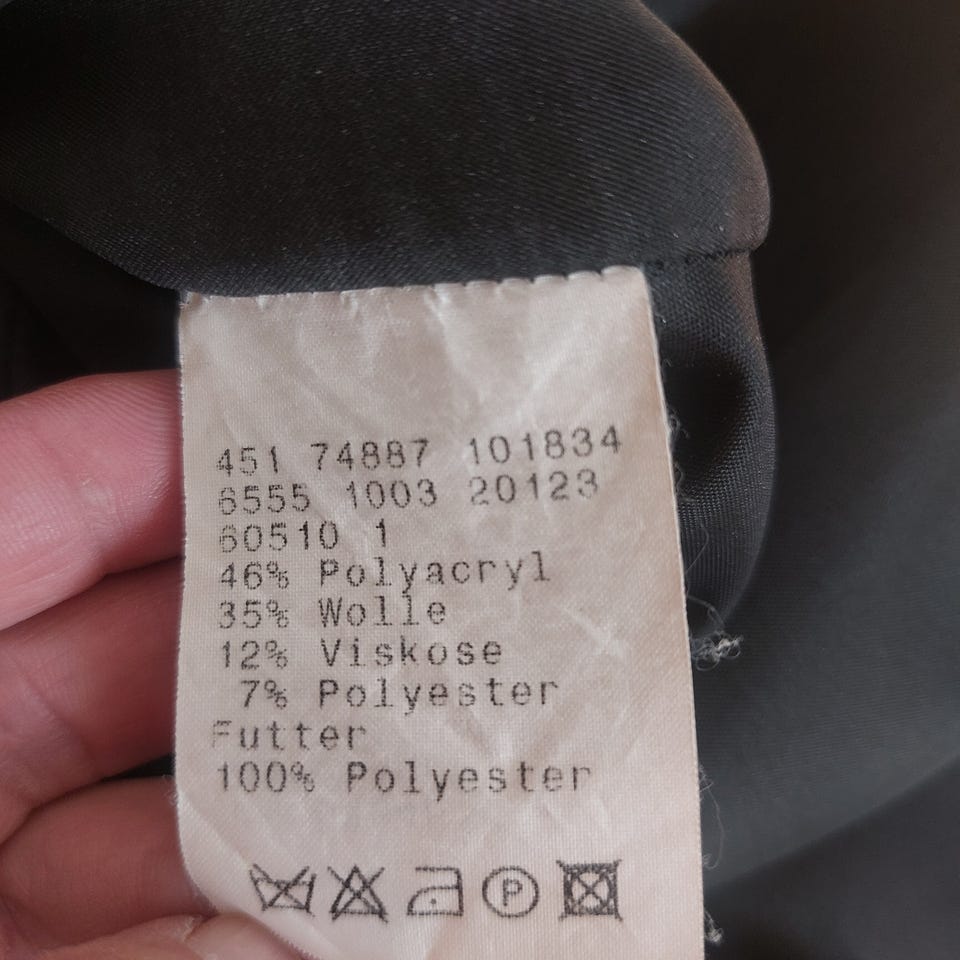 451 74887 101834
6555 1003 20123
60510 1
46% Polyacryl
35% Wolle
12% Viskose
7% Polyester
Futter
100% Polyester
P